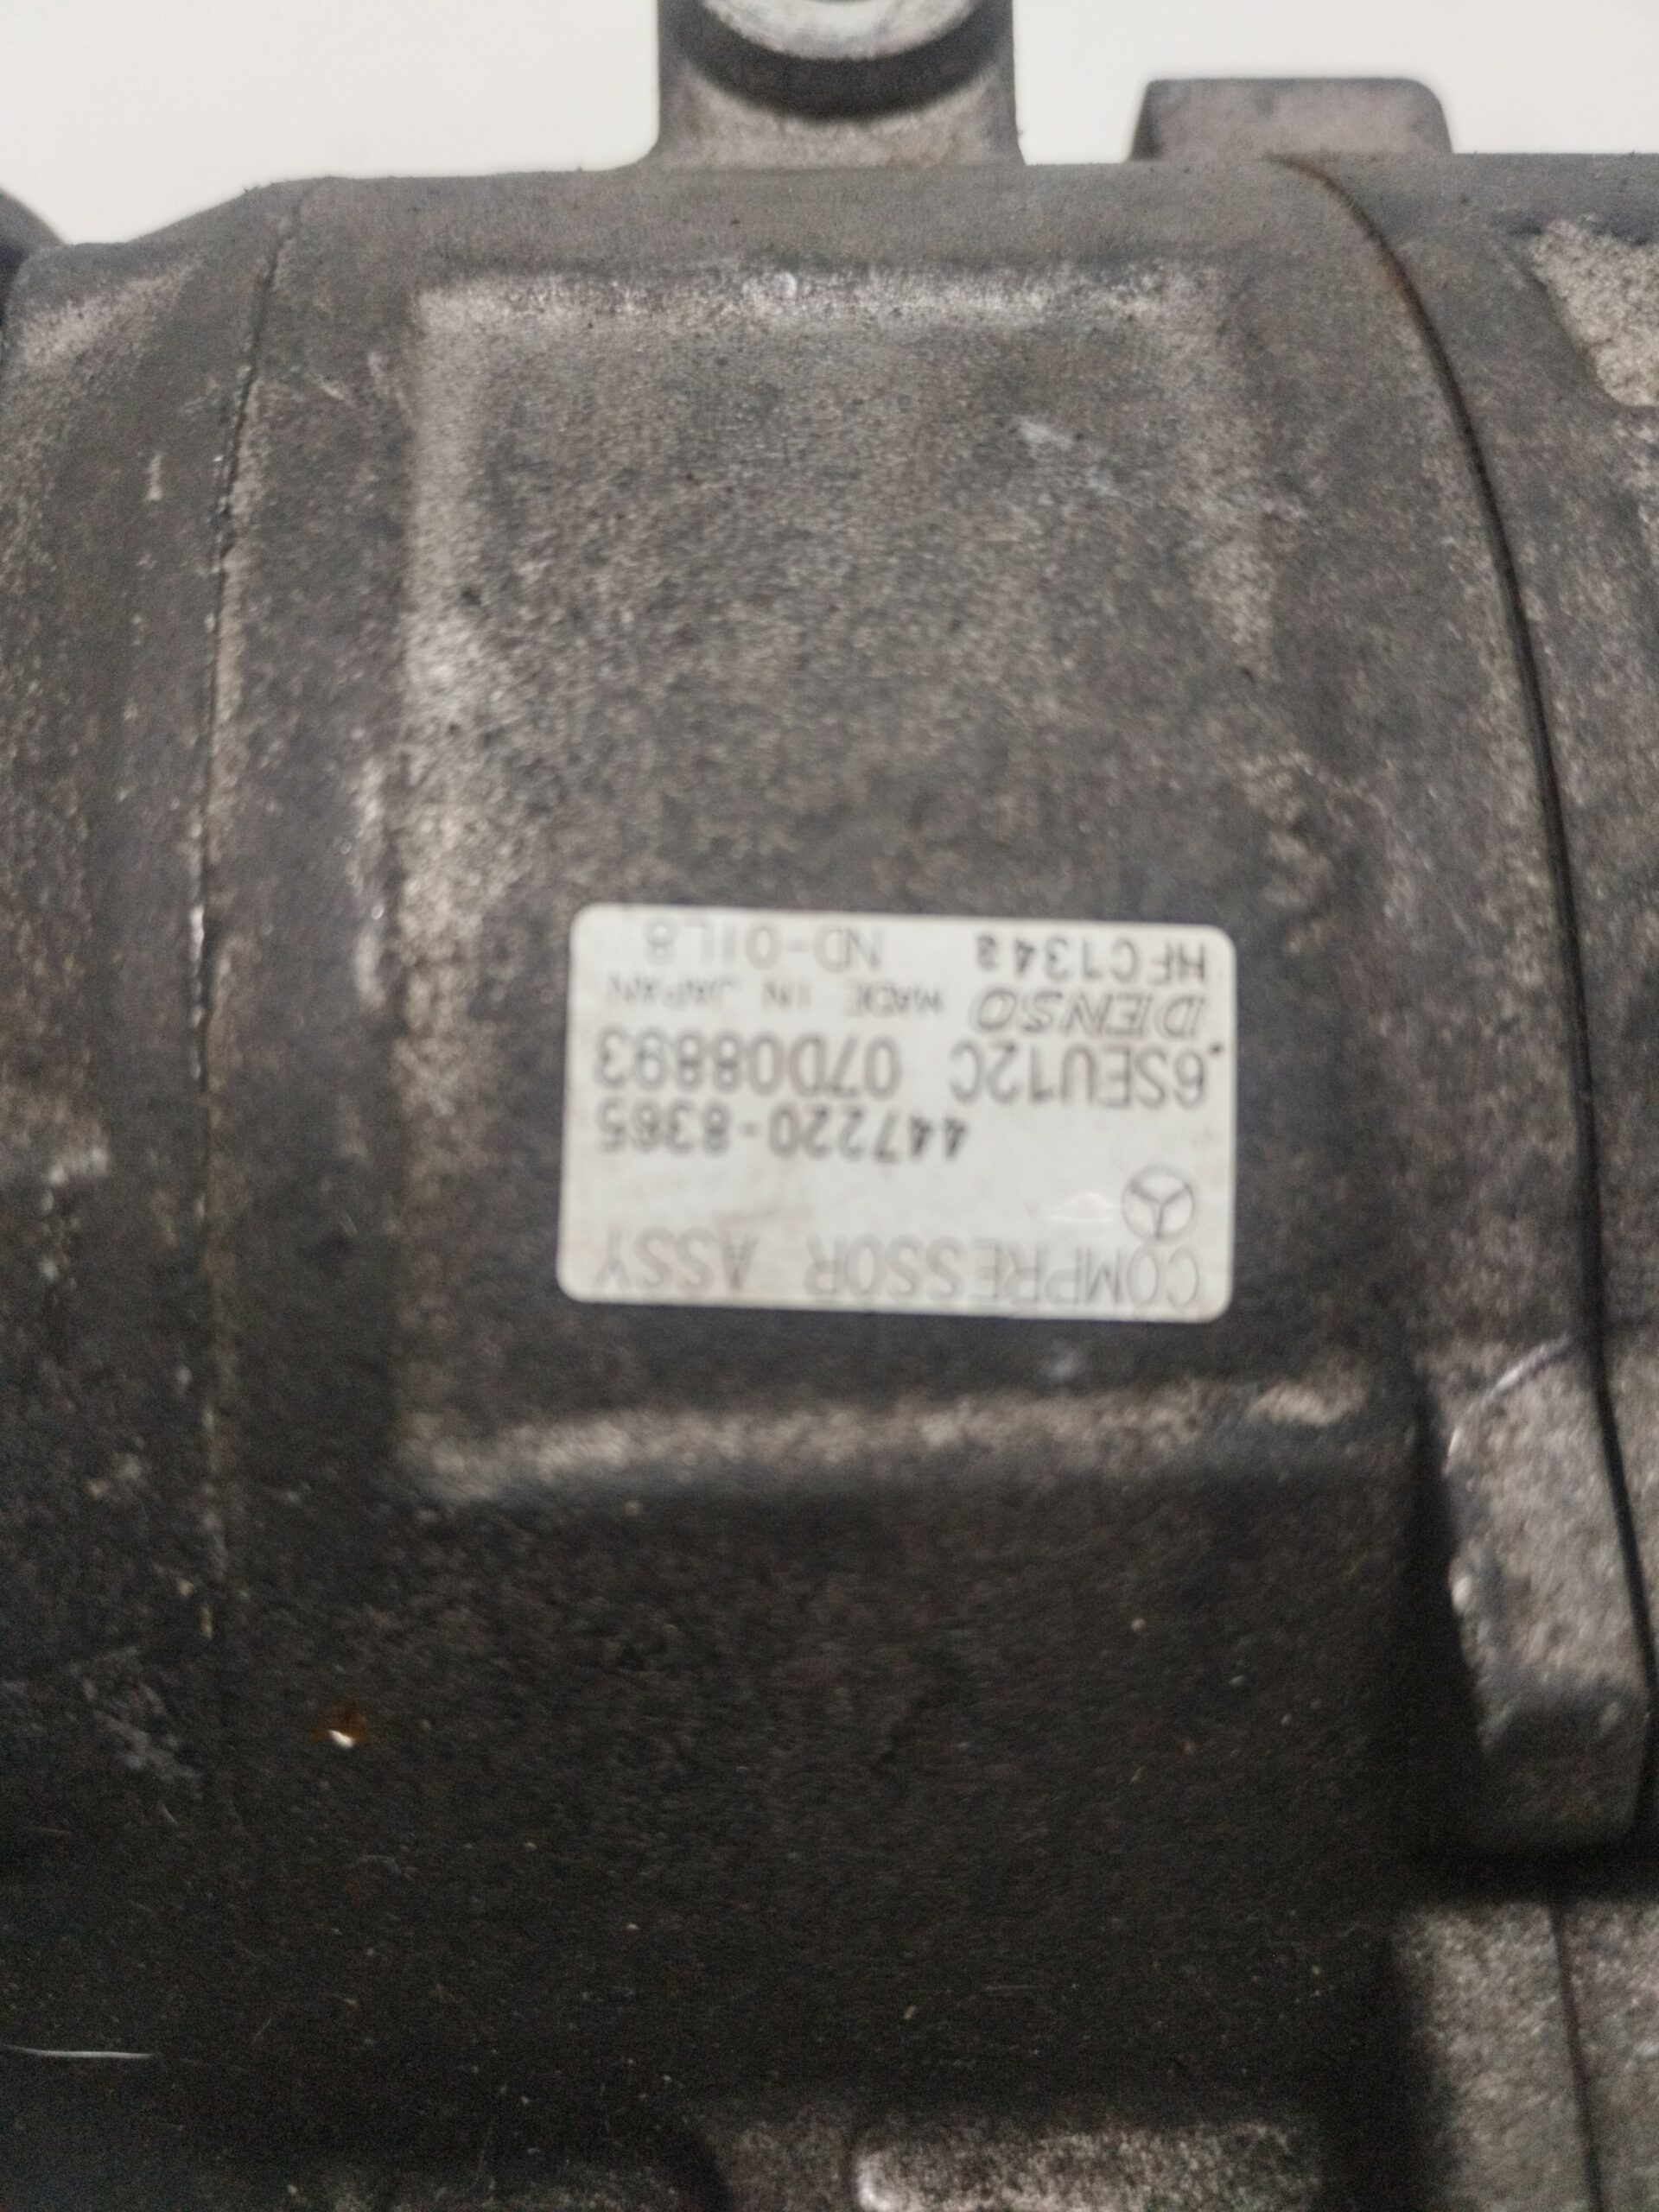 COMPRESSOR ASSY
447220-8365
6SEU12C 07D08893
DENSO MADE IN JAPAN
HFC134a ND-OIL8